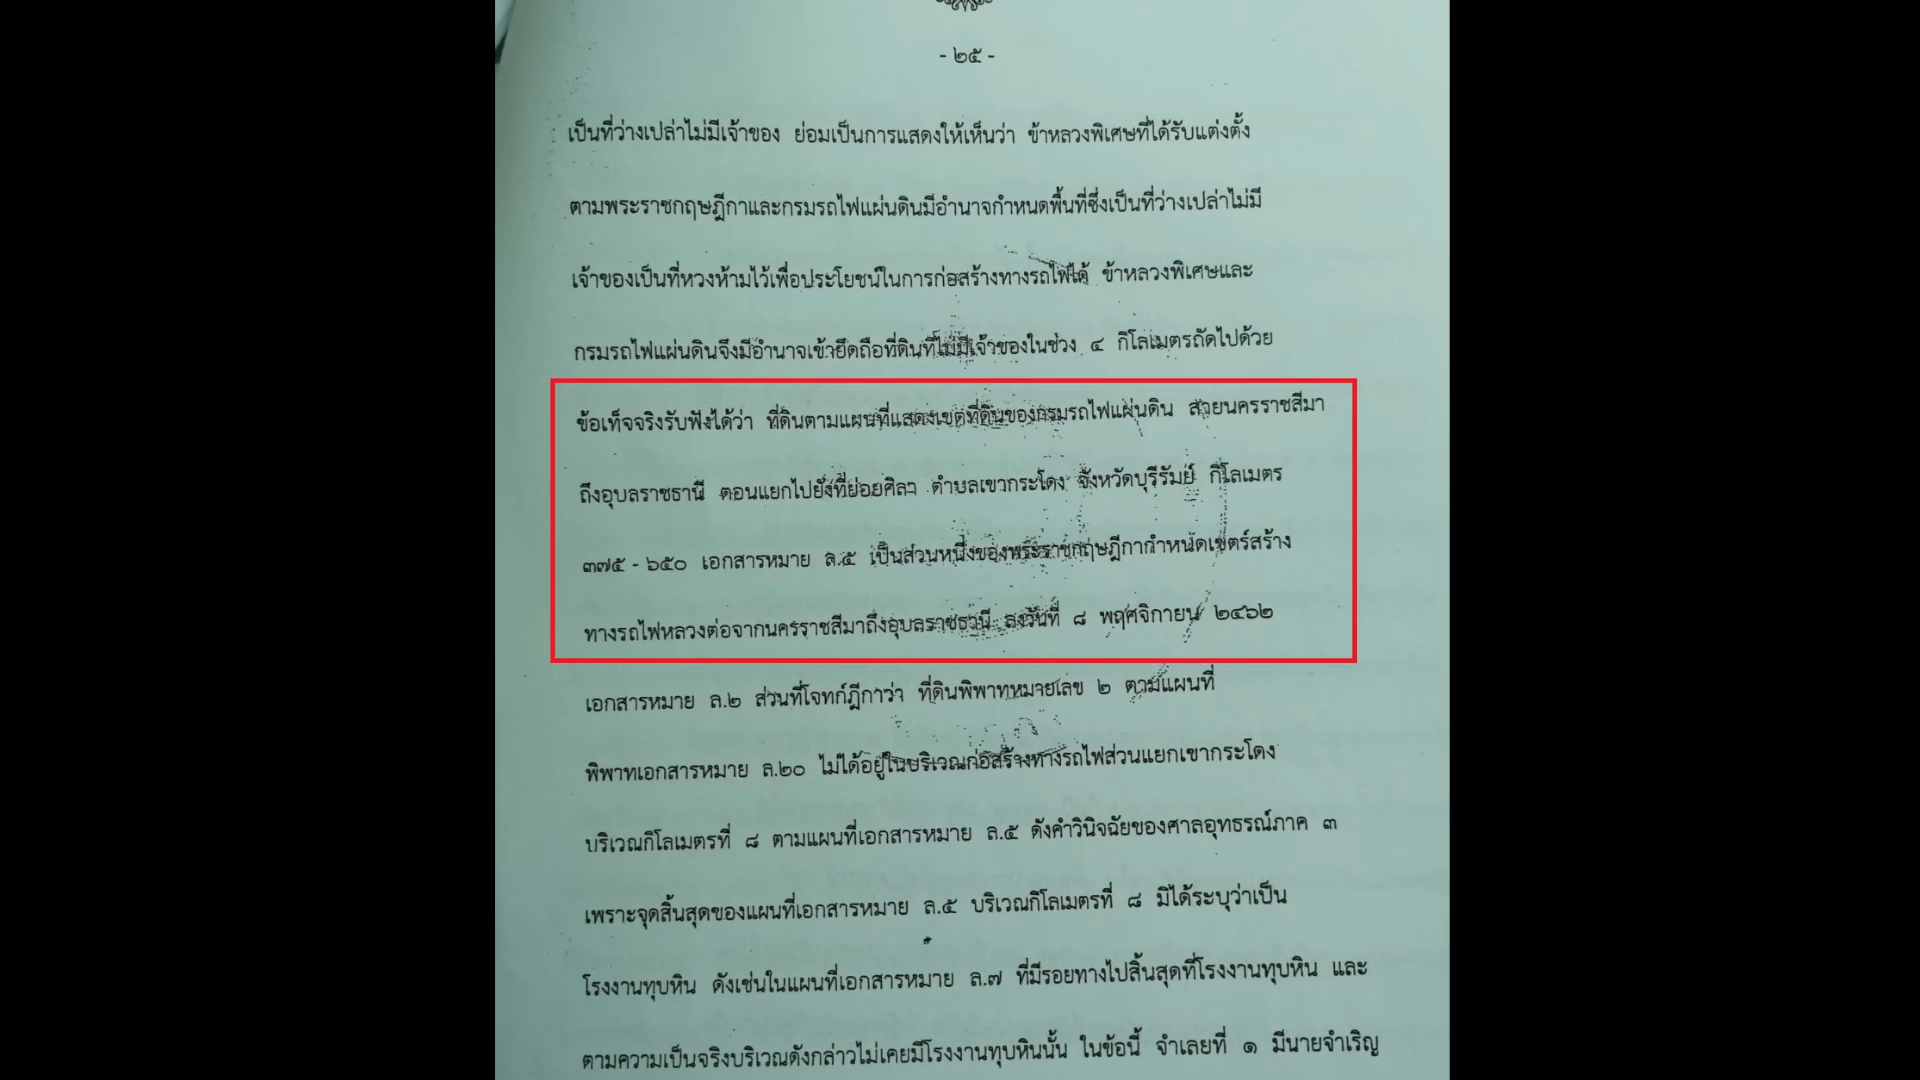 - ๒๕ -
เป็นที่ว่างเปล่าไม่มีเจ้าของ ย่อมเป็นการแสดงให้เห็นว่า ข้าหลวงพิเศษที่ได้รับแต่งตั้ง
ตามพระราชกฤษฎีกาและกรมรถไฟแผ่นดินมีอำนาจกำหนดพื้นที่ซึ่งเป็นที่ว่างเปล่าไม่มี
เจ้าของเป็นที่หวงห้ามไว้เพื่อประโยชน์ในการก่อสร้างทางรถไฟได้ ข้าหลวงพิเศษและ
กรมรถไฟแผ่นดินจึงมีอำนาจเข้ายึดถือที่ดินที่ไม่มีเจ้าของในช่วง ๔ กิโลเมตรถัดไปด้วย
ข้อเท็จจริงรับฟังได้ว่า ที่ดินตามแผนที่แสดงเขตที่ดินของกรมรถไฟแผ่นดิน สายนครราชสีมา
ถึงอุบลราชธานี ตอนแยกไปยังที่ย่อยศิลา ตำบลเขากระโดง จังหวัดบุรีรัมย์ กิโลเมตร
๓๗๕ - ๖๕๐ เอกสารหมาย ล.๕ เป็นส่วนหนึ่งของพระราชกฤษฎีกากำหนดเขตร์สร้าง
ทางรถไฟหลวงต่อจากนครราชสีมาถึงอุบลราชธานี ลงวันที่ ๘ พฤศจิกายน ๒๔๖๒
เอกสารหมาย ล.๒ ส่วนที่โจทก์ฎีกาว่า ที่ดินพิพาทหมายเลข ๒ ตามแผนที่
พิพาทเอกสารหมาย ล.๒๐ ไม่ได้อยู่ในบริเวณก่อสร้างทางรถไฟส่วนแยกเขากระโดง
บริเวณกิโลเมตรที่ ๘ ตามแผนที่เอกสารหมาย ล.๕ ดังคำวินิจฉัยของศาลอุทธรณ์ภาค ๓
เพราะจุดสิ้นสุดของแผนที่เอกสารหมาย ล.๕ บริเวณกิโลเมตรที่ ๘ มิได้ระบุว่าเป็น
โรงงานทุบหิน ดังเช่นในแผนที่เอกสารหมาย ล.๗ ที่มีรอยทางไปสิ้นสุดที่โรงงานทุบหิน และ
ตามความเป็นจริงบริเวณดังกล่าวไม่เคยมีโรงงานทุบหินนั้น ในข้อนี้ จำเลยที่ ๑ มีนายจำเริญ